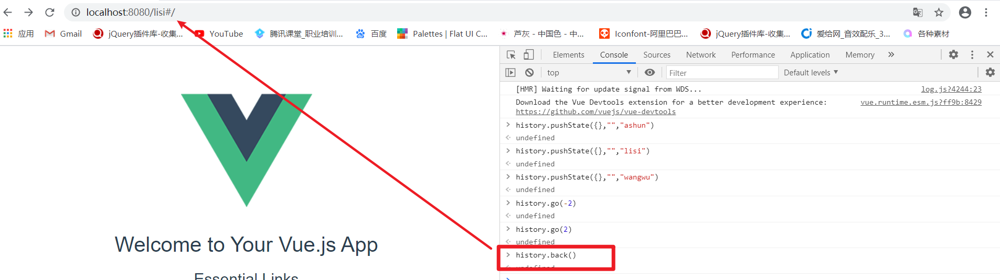 localhost:8080/lisi#/
应用 Gmail jQuery插件库-收集... YouTube 腾讯课堂_职业培训... 百度 Palettes | Flat UI C... 芦灰 - 中国色 - 中... Iconfont-阿里巴巴... jQuery插件库-收集... 爱给网_音效配乐_3... 各种素材
Elements Console Sources Network Performance Application Memory »
top Filter Default levels
[HMR] Waiting for update signal from WDS... log.js?4244:23
Download the Vue Devtools extension for a better development experience: vue.runtime.esm.js?ff9b:8429
https://github.com/vuejs/vue-devtools
history.pushState({},"","ashun")
undefined
history.pushState({},"","lisi")
undefined
history.pushState({},"","wangwu")
undefined
history.go(-2)
undefined
history.go(2)
undefined
history.back()
undefined
Welcome to Your Vue.js App
Essential Links